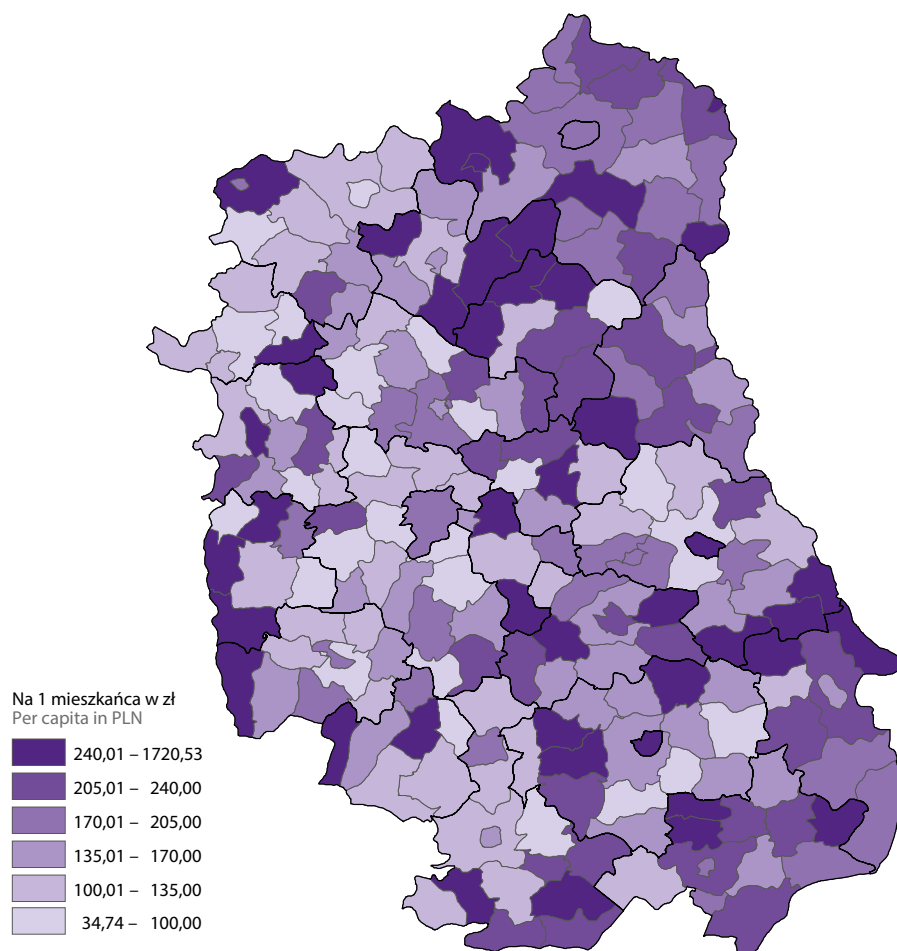 Na 1 mieszkańca w zł
Per capita in PLN
240,01 – 1720,53
205,01 – 240,00
170,01 – 205,00
135,01 – 170,00
100,01 – 135,00
34,74 – 100,00